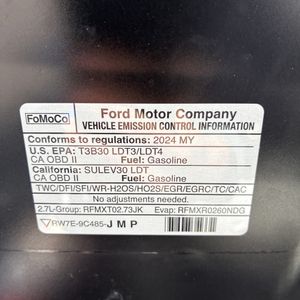 FoMoCo
Ford Motor Company
VEHICLE EMISSION CONTROL INFORMATION
Conforms to regulations: 2024 MY
U.S. EPA: T3B30 LDT3/LDT4
CA OBD II Fuel: Gasoline
California: SULEV30 LDT
CA OBD II Fuel: Gasoline
TWC/DFI/SFI/WR-H2OS/HO2S/EGR/EGRC/TC/CAC
No adjustments needed.
2.7L-Group: RFMXT02.73JK Evap: RFMXR0260NDG
RW7E-9C485-J M P